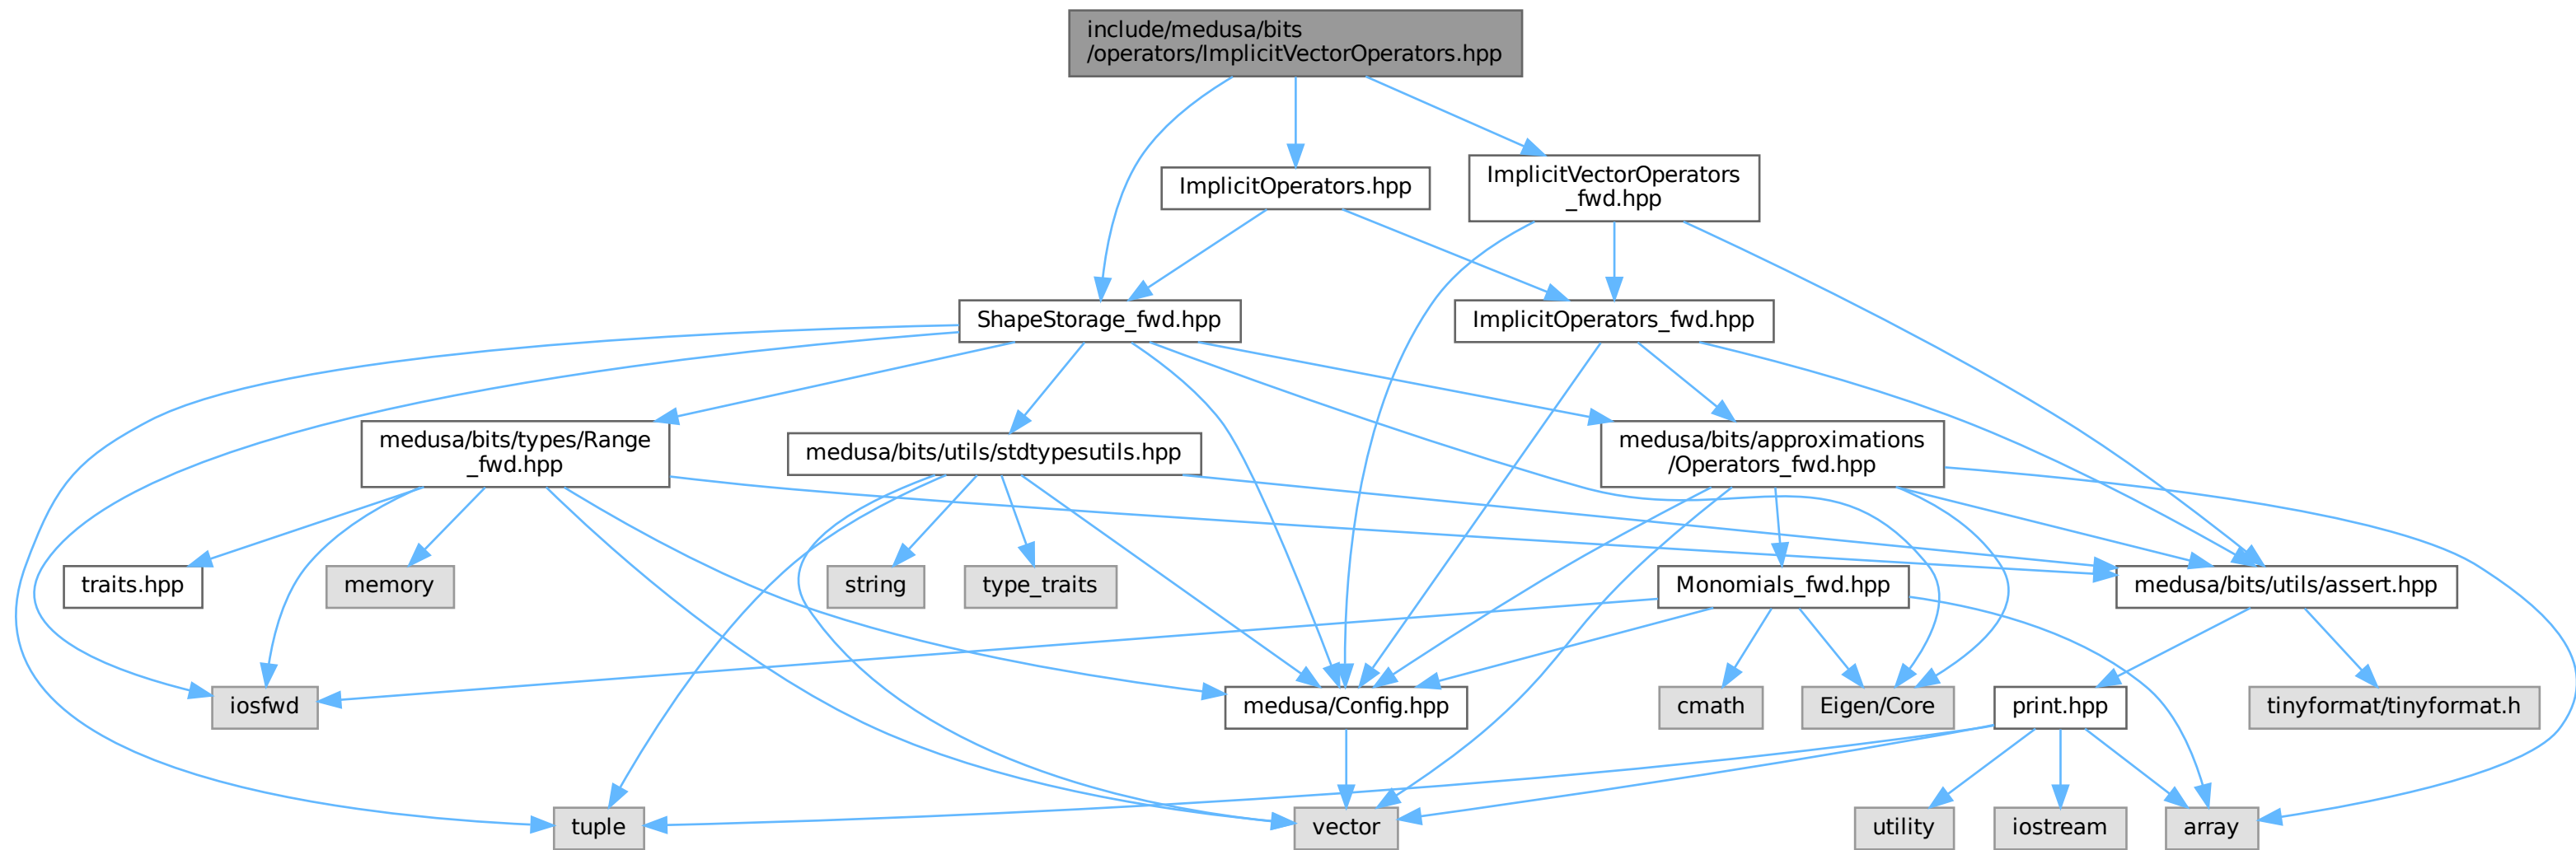 include/medusa/bits
/operators/ImplicitVectorOperators.hpp
ImplicitOperators.hpp
ImplicitVectorOperators
_fwd.hpp
ShapeStorage_fwd.hpp
ImplicitOperators_fwd.hpp
medusa/bits/types/Range
_fwd.hpp
medusa/bits/utils/stdtypesutils.hpp
medusa/bits/approximations
/Operators_fwd.hpp
traits.hpp
memory
string
type_traits
Monomials_fwd.hpp
medusa/bits/utils/assert.hpp
iosfwd
medusa/Config.hpp
cmath
Eigen/Core
print.hpp
tinyformat/tinyformat.h
tuple
vector
utility
iostream
array